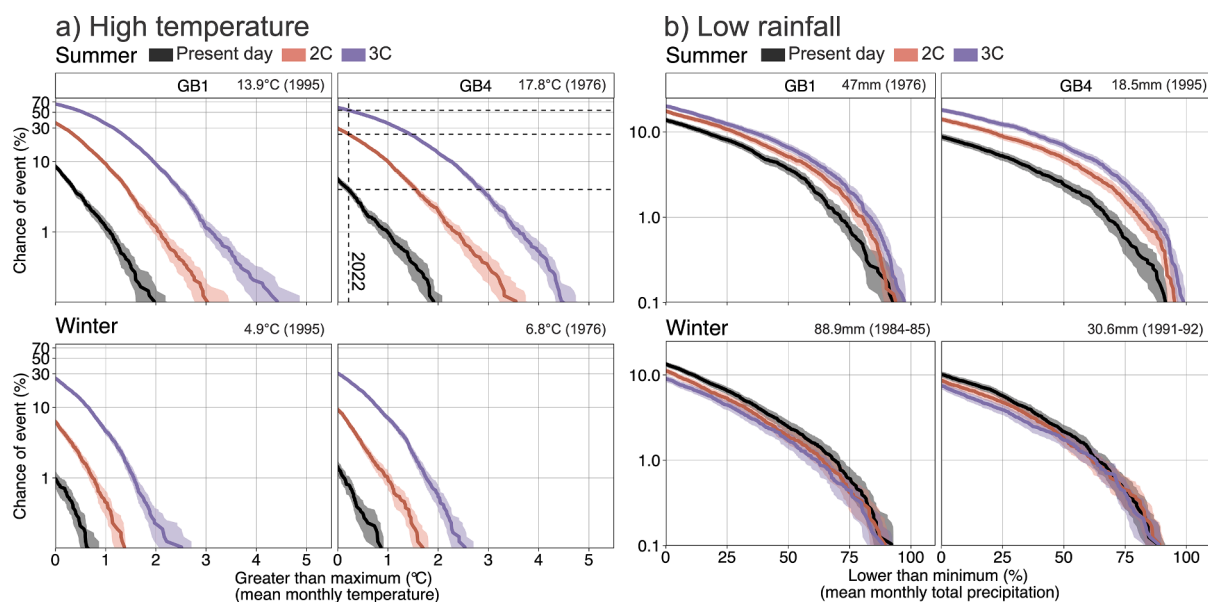 a) High temperature
Summer Present day 2C 3C
GB1 13.9°C (1995)
GB4 17.8°C (1976)
70
50
30
10
1
Chance of event (%)
2022
Winter
4.9°C (1995)
6.8°C (1976)
70
50
30
10
1
Chance of event (%)
0 1 2 3 4 5
0 1 2 3 4 5
Greater than maximum (°C)
(mean monthly temperature)
b) Low rainfall
Summer Present day 2C 3C
GB1 47mm (1976)
GB4 18.5mm (1995)
10.0
1.0
0.1
Winter
88.9mm (1984-85)
30.6mm (1991-92)
10.0
1.0
0.1
0 25 50 75 100
0 25 50 75 100
Lower than minimum (%)
(mean monthly total precipitation)